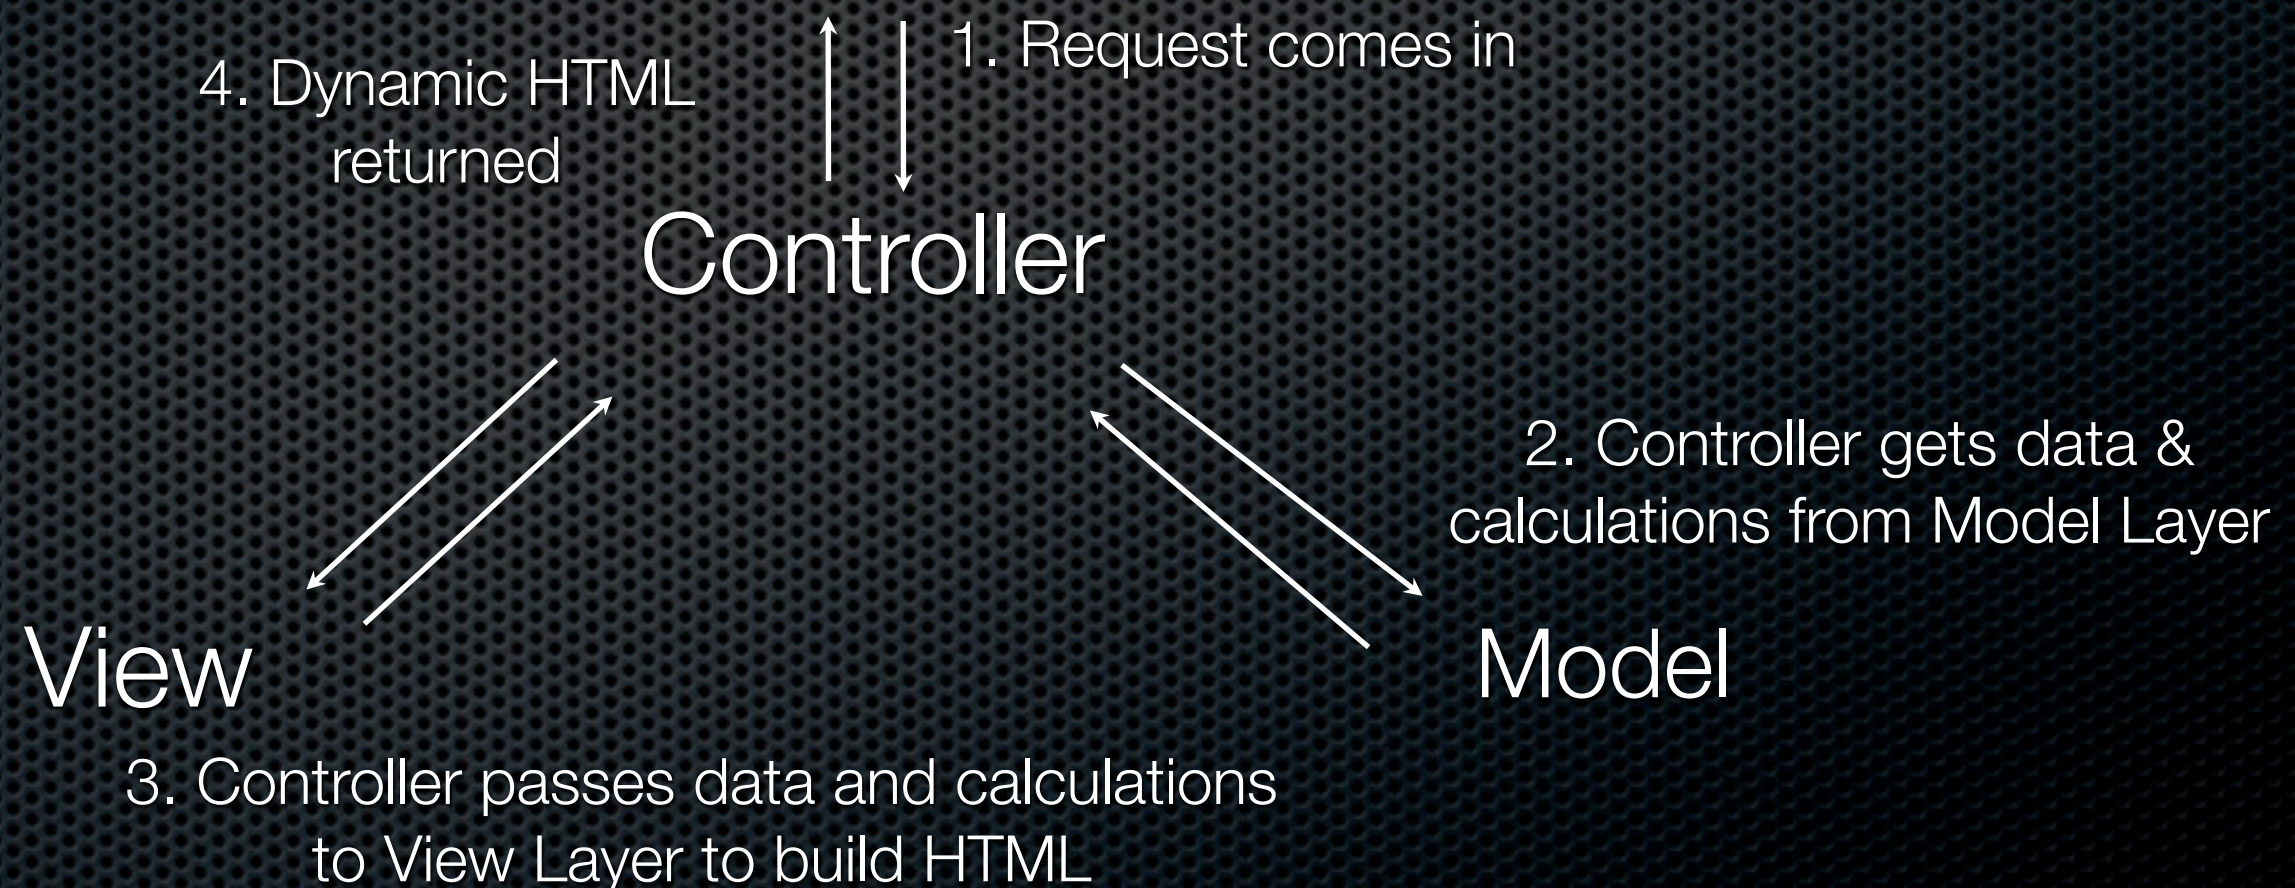 1. Request comes in
4. Dynamic HTML
returned
Controller
2. Controller gets data &
calculations from Model Layer
View
Model
3. Controller passes data and calculations
to View Layer to build HTML